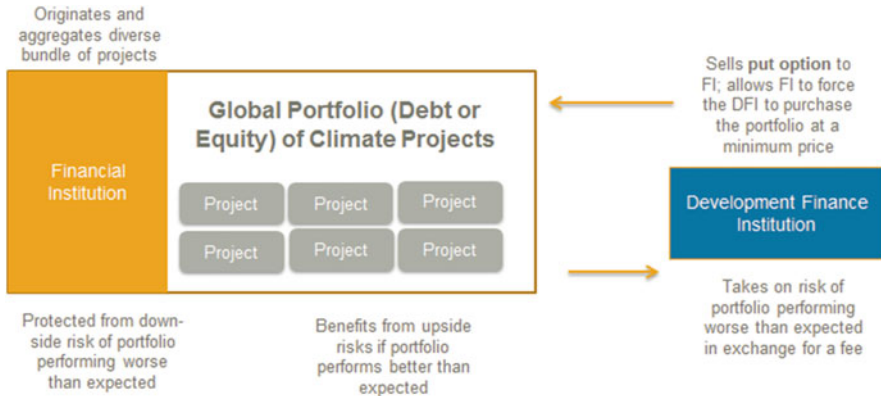 Originates and
aggregates diverse
bundle of projects
Financial
Institution
Global Portfolio (Debt or
Equity) of Climate Projects
Project
Project
Project
Project
Project
Project
Protected from down-
side risk of portfolio
performing worse
than expected
Benefits from upside
risks if portfolio
performs better than
expected
Sells put option to
FI; allows FI to force
the DFI to purchase
the portfolio at a
minimum price
Development Finance
Institution
Takes on risk of
portfolio performing
worse than expected
in exchange for a fee